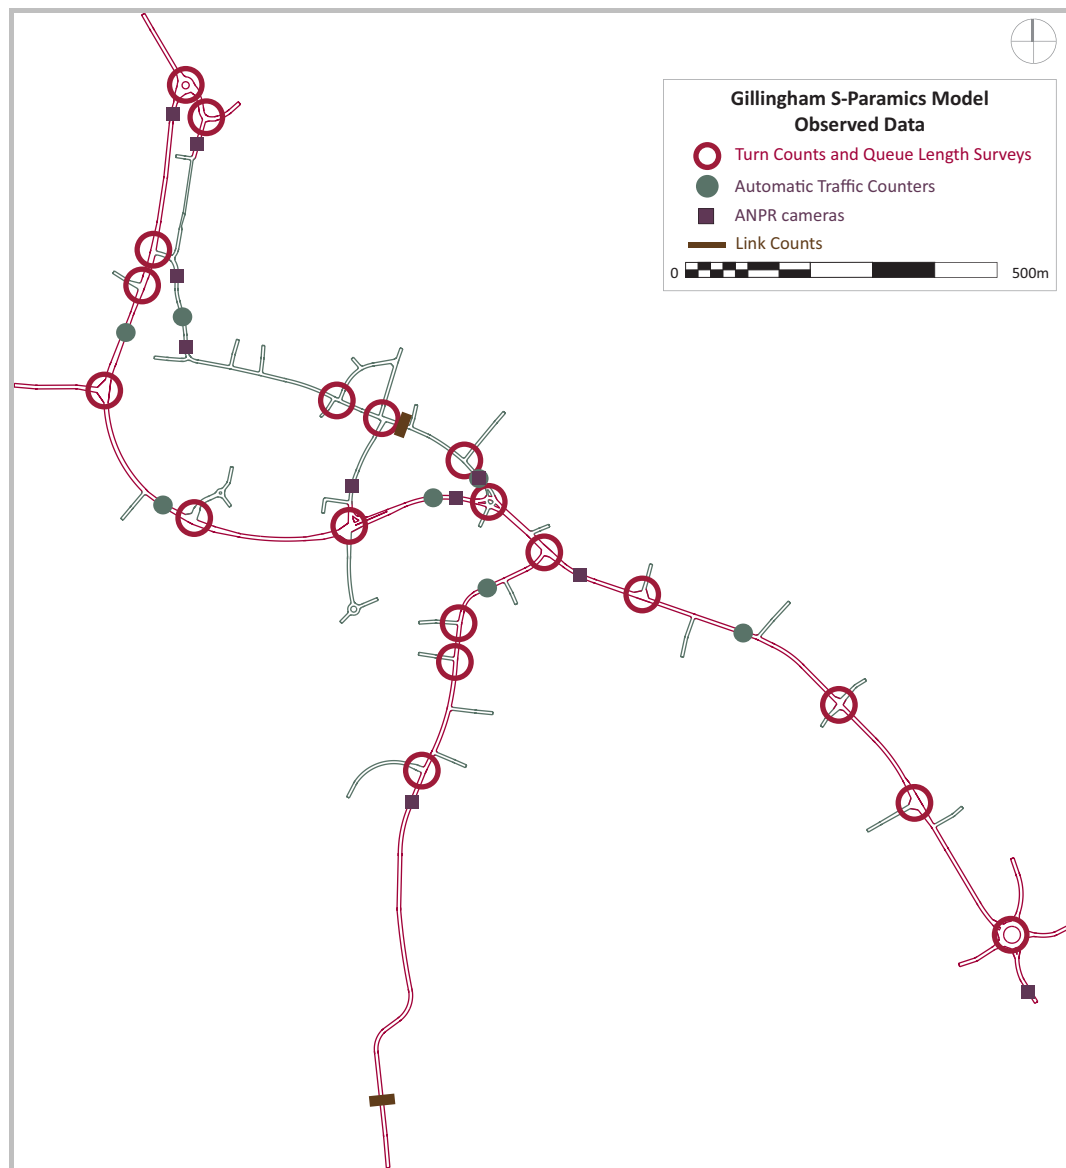 Gillingham S-Paramics Model
Observed Data
Turn Counts and Queue Length Surveys
Automatic Traffic Counters
ANPR cameras
Link Counts
0 500m